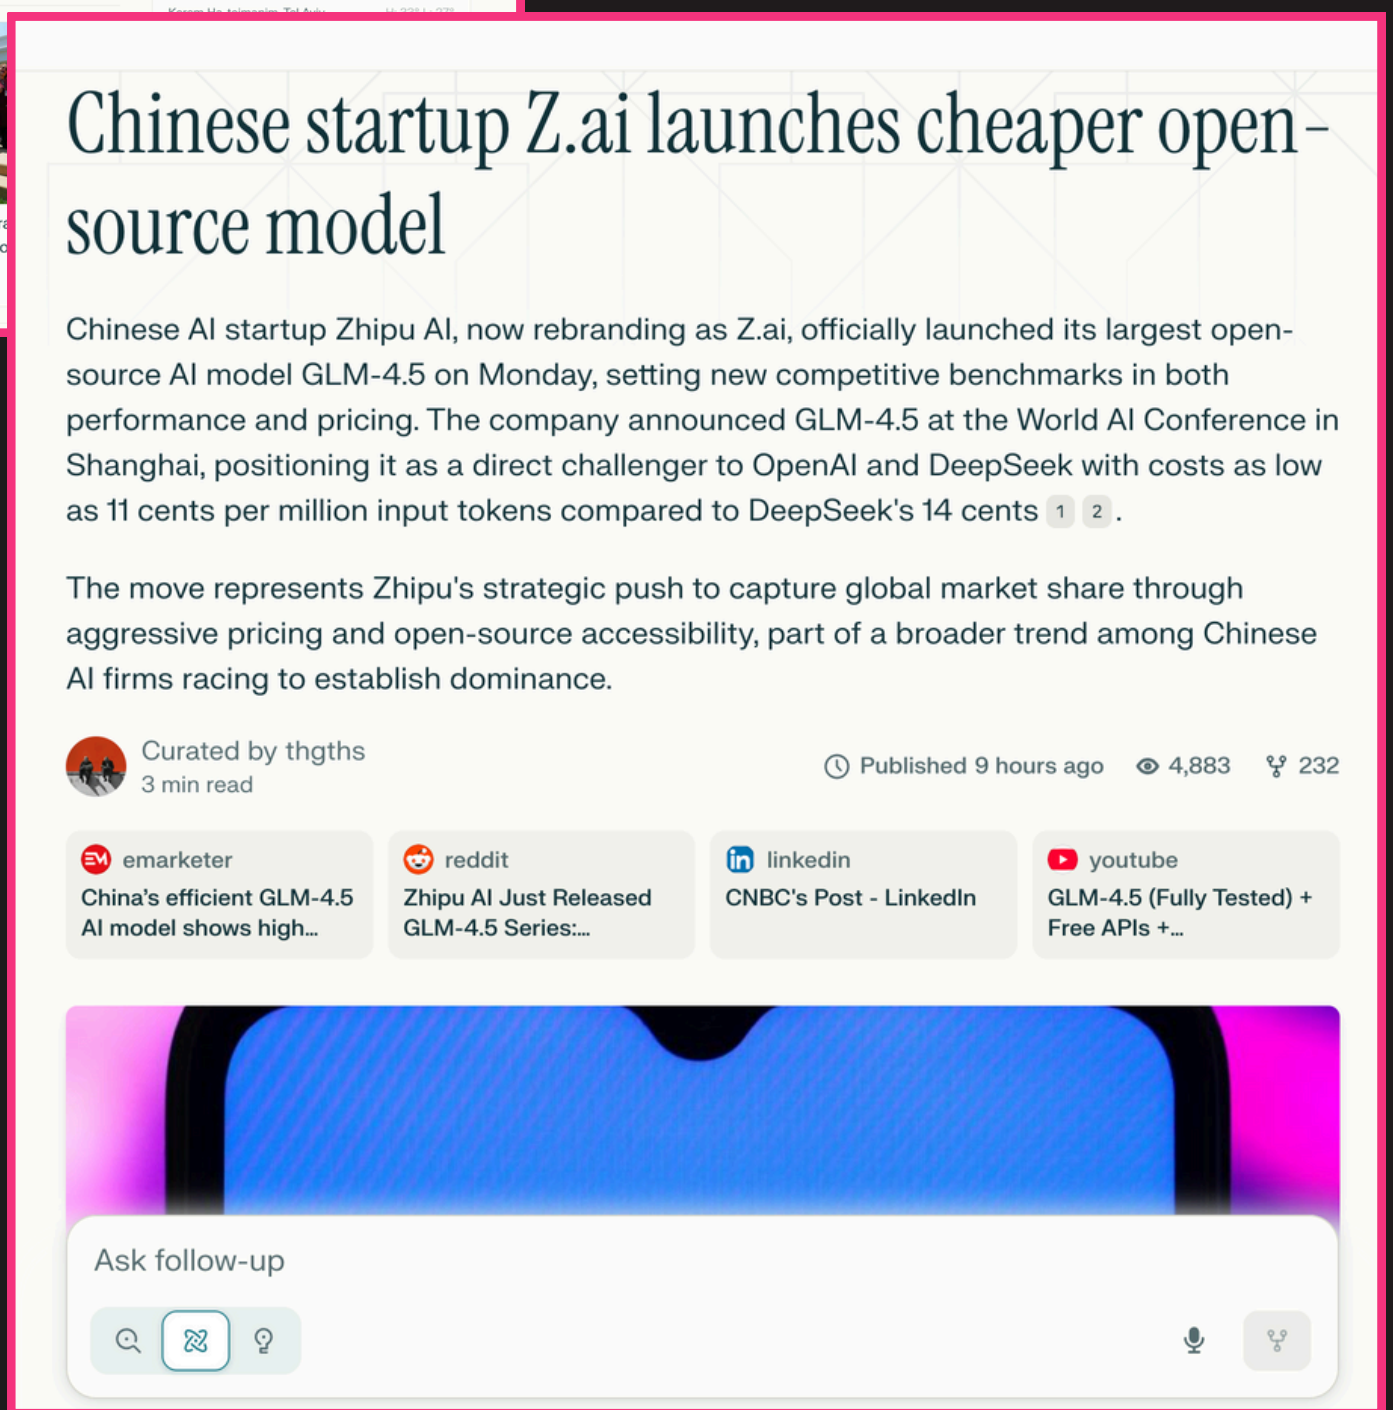 Kerem Ha-teimanim, Tel Aviv
Chinese startup Z.ai launches cheaper open-
source model
Chinese AI startup Zhipu AI, now rebranding as Z.ai, officially launched its largest open-
source AI model GLM-4.5 on Monday, setting new competitive benchmarks in both
performance and pricing. The company announced GLM-4.5 at the World AI Conference in
Shanghai, positioning it as a direct challenger to OpenAI and DeepSeek with costs as low
as 11 cents per million input tokens compared to DeepSeek's 14 cents 1 2 .
The move represents Zhipu's strategic push to capture global market share through
aggressive pricing and open-source accessibility, part of a broader trend among Chinese
AI firms racing to establish dominance.
Curated by thgths
3 min read
Published 9 hours ago 4,883 232
emarketer
China's efficient GLM-4.5
AI model shows high...
reddit
Zhipu AI Just Released
GLM-4.5 Series:...
linkedin
CNBC's Post - LinkedIn
youtube
GLM-4.5 (Fully Tested) +
Free APIs +...
Ask follow-up